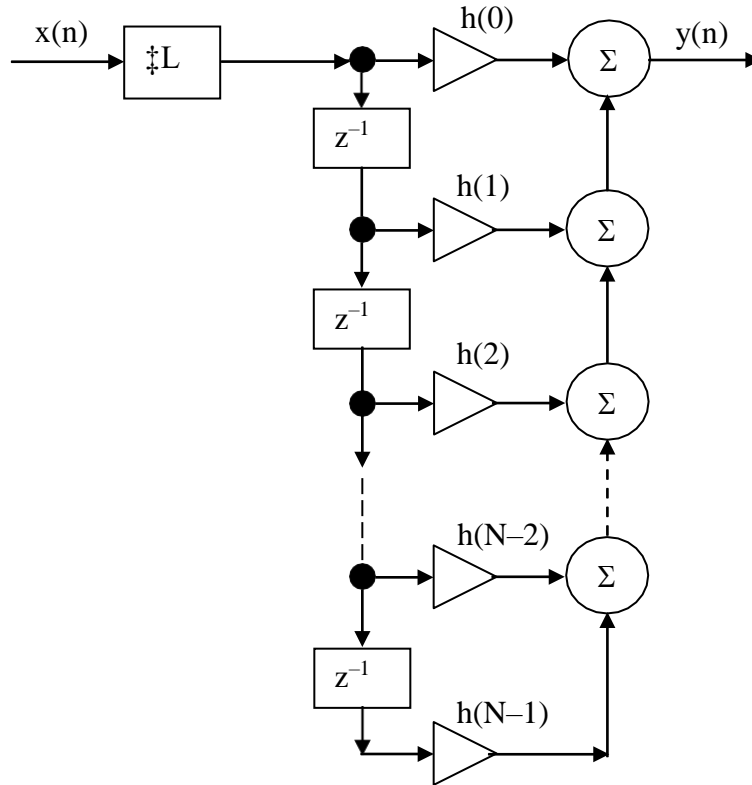 x(n)
‡L
h(0)
Σ
y(n)
z⁻¹
h(1)
Σ
z⁻¹
h(2)
Σ
h(N–2)
Σ
z⁻¹
h(N–1)